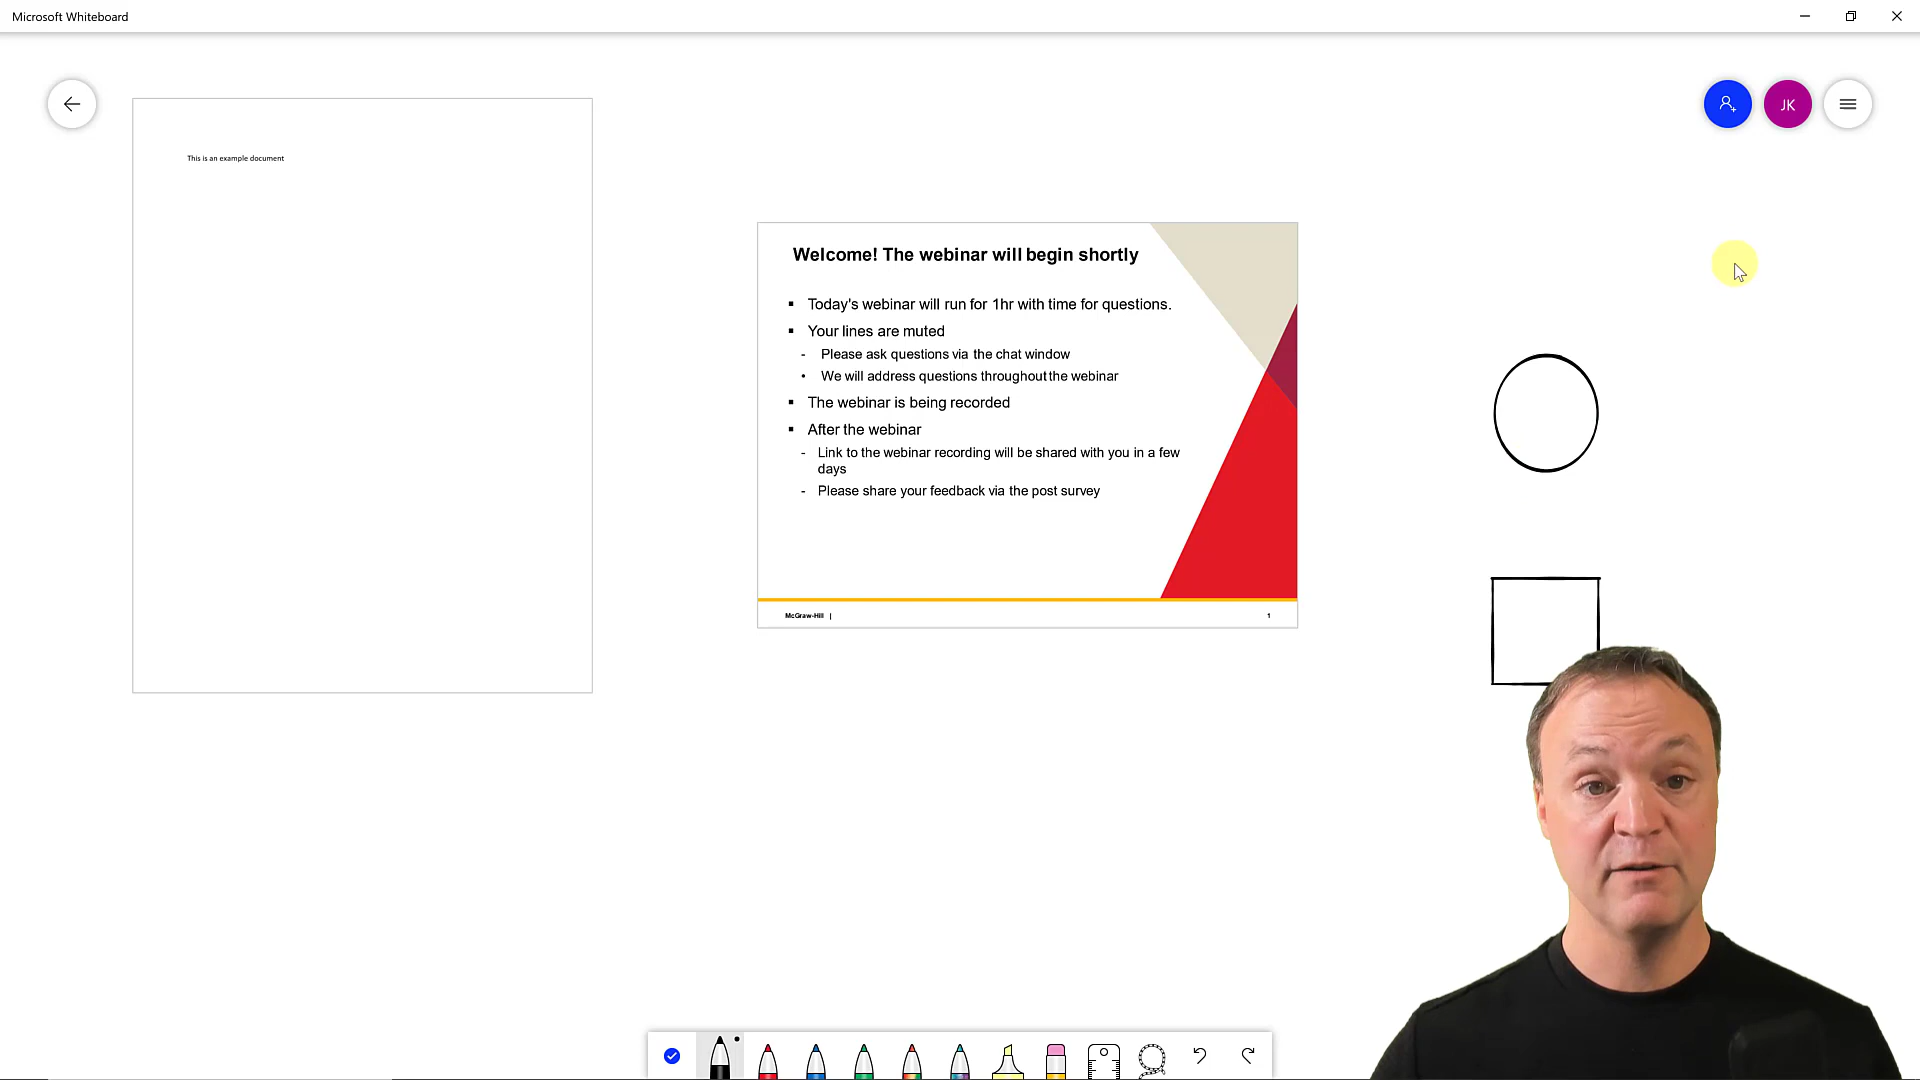 Microsoft Whiteboard
JK
This is an example document
Welcome! The webinar will begin shortly
▪ Today's webinar will run for 1hr with time for questions.
▪ Your lines are muted
- Please ask questions via the chat window
• We will address questions throughout the webinar
▪ The webinar is being recorded
▪ After the webinar
- Link to the webinar recording will be shared with you in a few
days
- Please share your feedback via the post survey
McGraw-Hill | 1